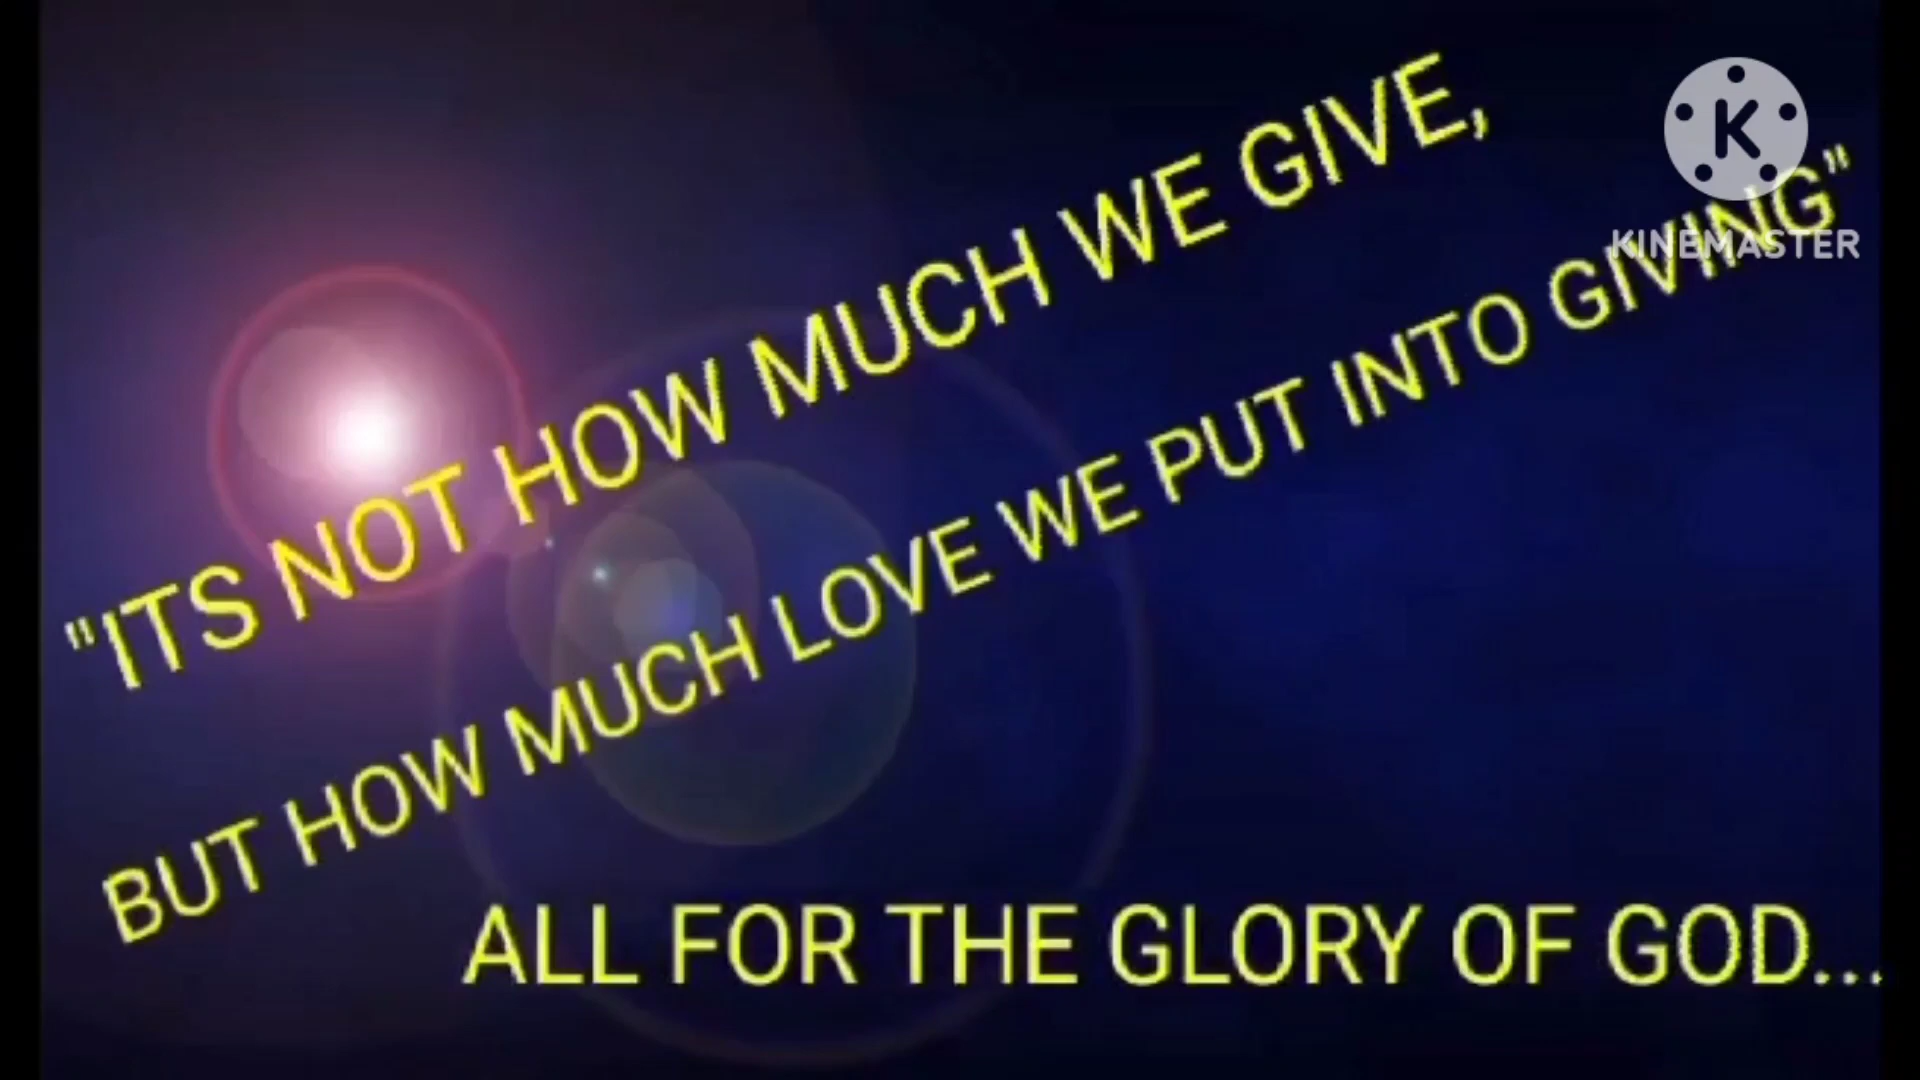 "ITS NOT HOW MUCH WE GIVE,
BUT HOW MUCH LOVE WE PUT INTO GIVING"
ALL FOR THE GLORY OF GOD...
K
KINEMASTER